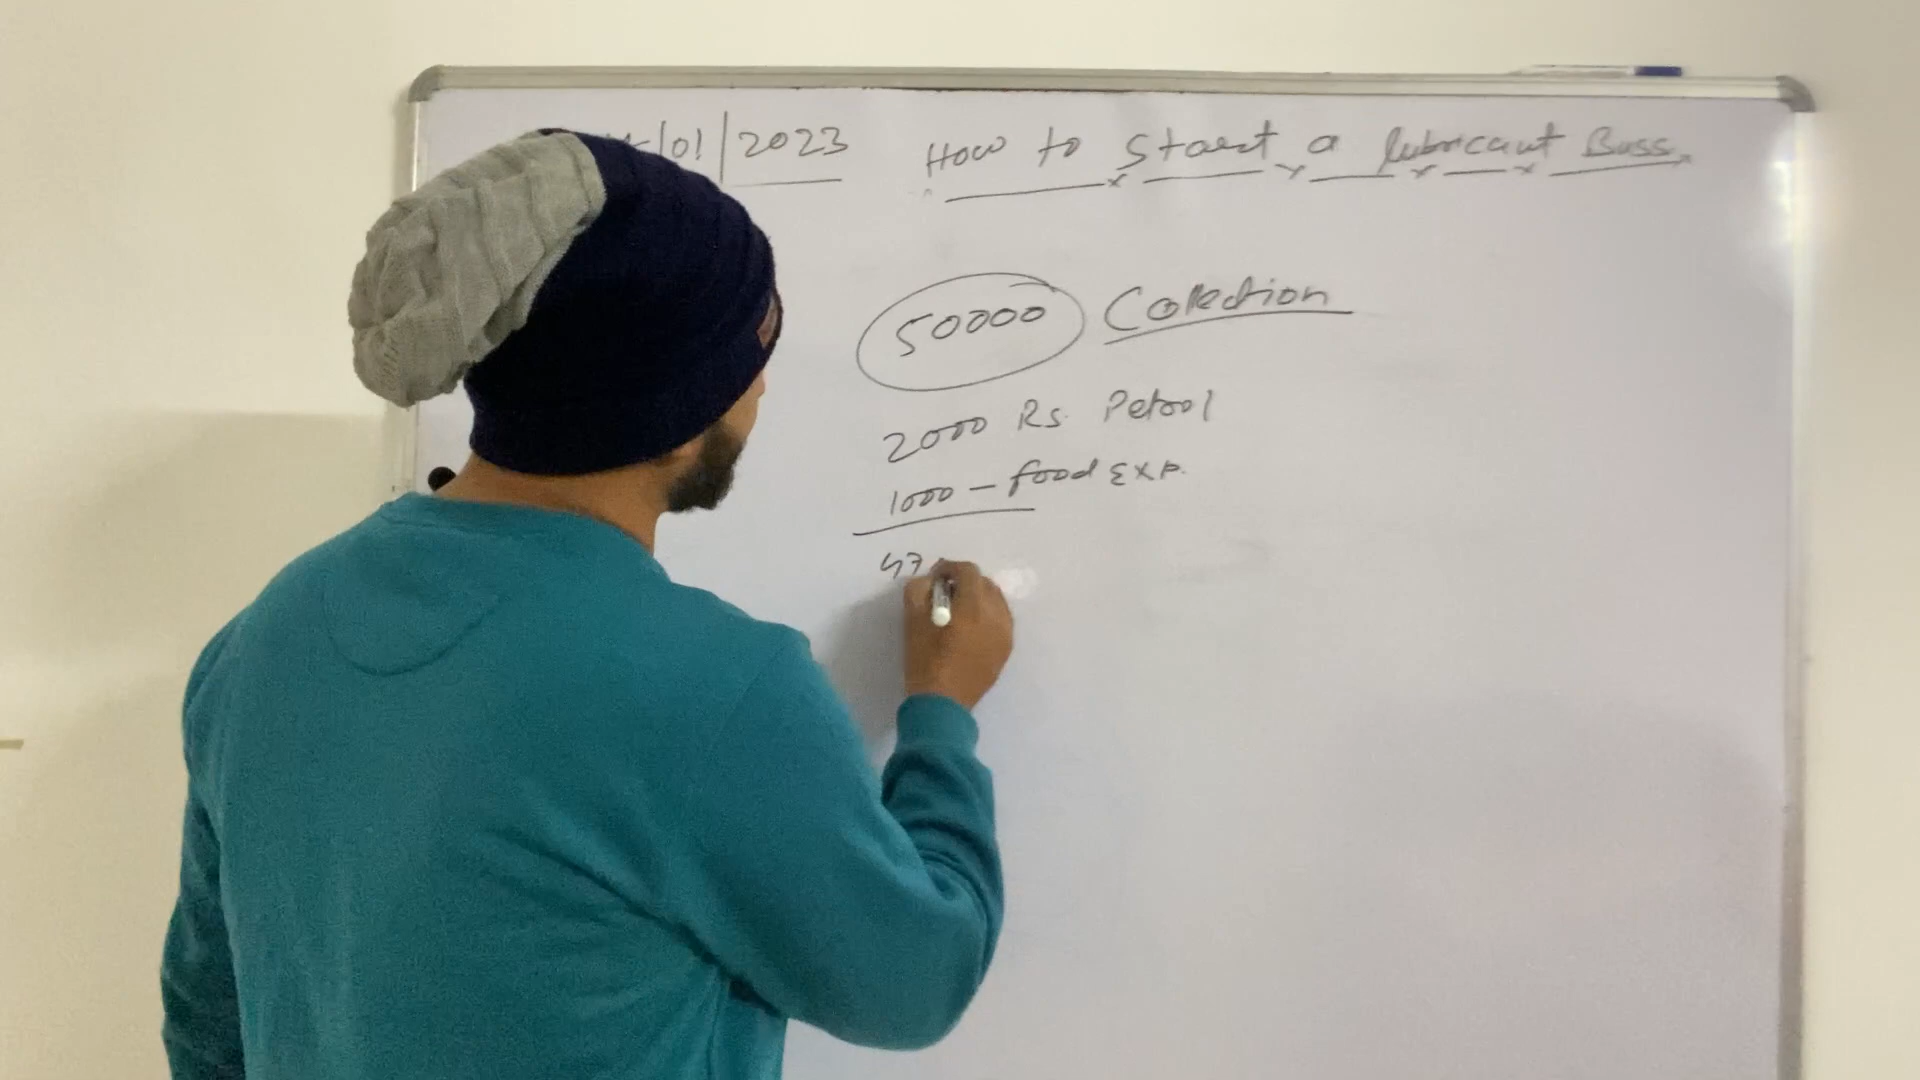 /01/2023 How to Start a lubricant Buss.
50000 Collection
2000 Rs. Petrol
1000 - food Exp.
47